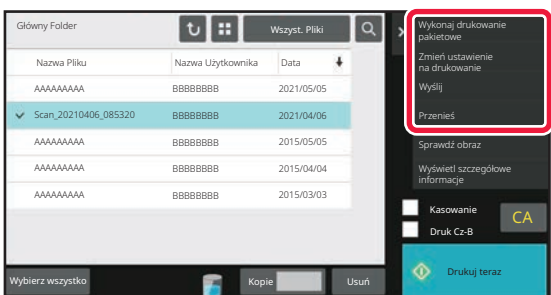 Główny Folder
Wszyst. Pliki
Nazwa Pliku Nazwa Użytkownika Data
AAAAAAAAA BBBBBBBB 2021/05/05
Scan_20210406_085320 BBBBBBBB 2021/04/06
AAAAAAAAA BBBBBBBB 2015/05/05
AAAAAAAAA BBBBBBBB 2015/04/04
AAAAAAAAA BBBBBBBB 2015/03/03
Wybierz wszystko
Kopie
Usuń
Wykonaj drukowanie
pakietowe
Zmień ustawienie
na drukowanie
Wyślij
Przenieś
Sprawdź obraz
Wyświetl szczegółowe
informacje
Kasowanie
Druk Cz-B
CA
Drukuj teraz